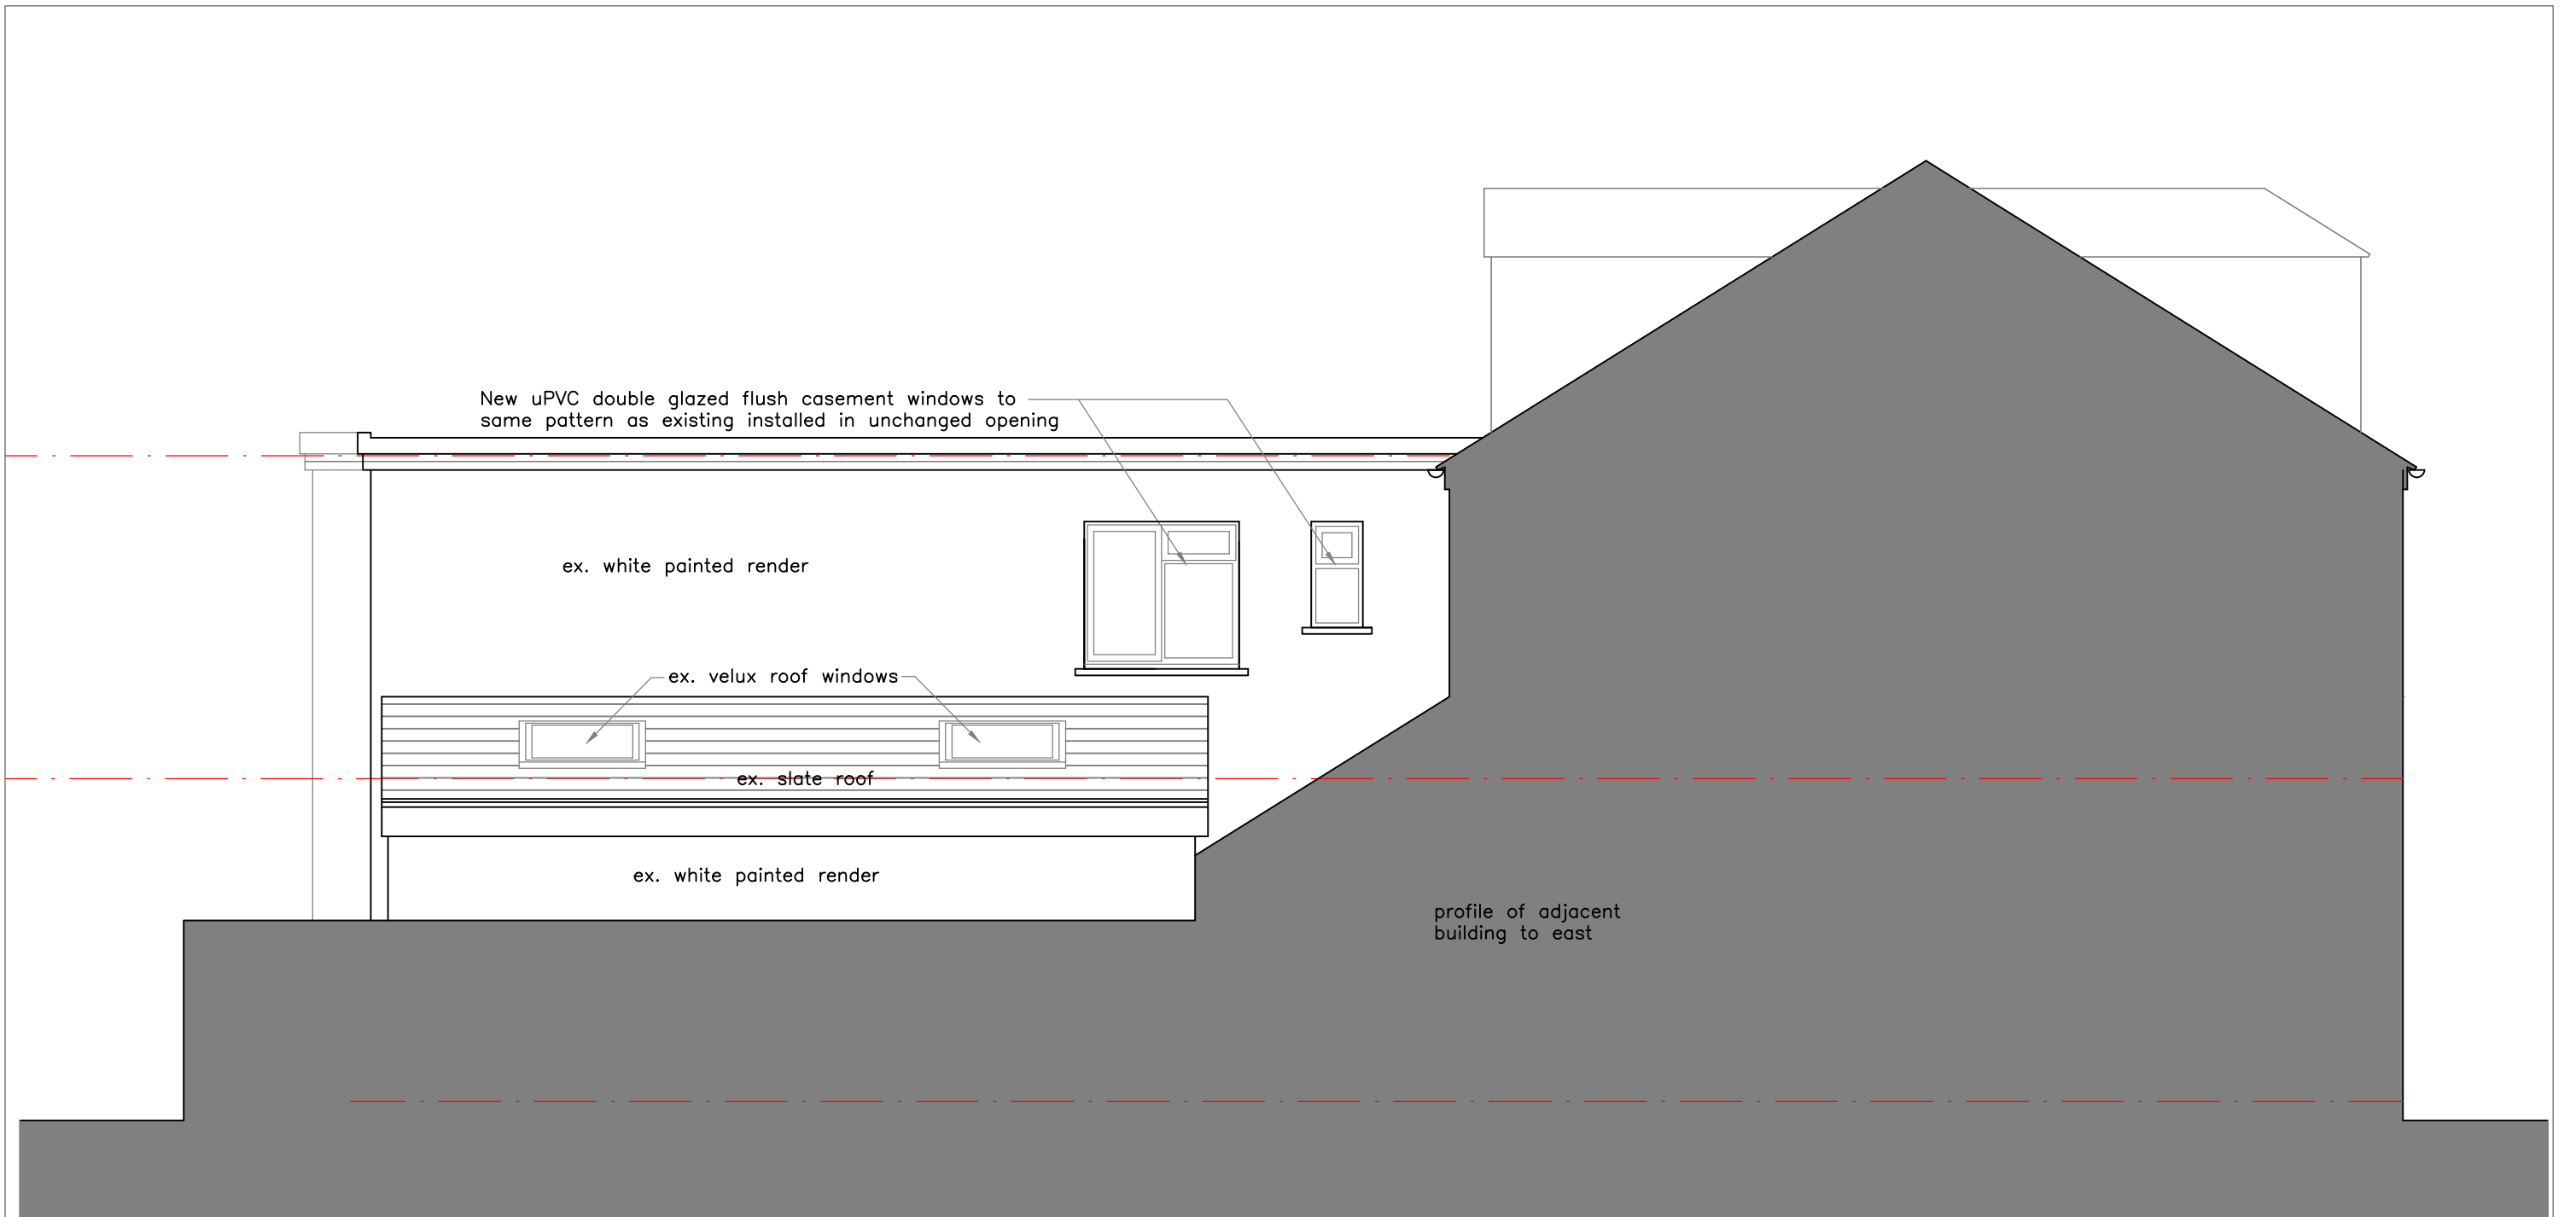 New uPVC double glazed flush casement windows to
same pattern as existing installed in unchanged opening
ex. white painted render
ex. velux roof windows
ex. slate roof
ex. white painted render
profile of adjacent
building to east